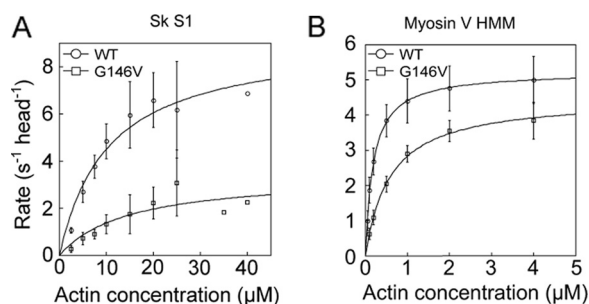 A
Sk S1
WT
G146V
Rate (s⁻¹ head⁻¹)
8
6
4
2
0
0
10
20
30
40
Actin concentration (µM)
B
Myosin V HMM
WT
G146V
6
5
4
3
2
1
0
0
1
2
3
4
5
Actin concentration (µM)